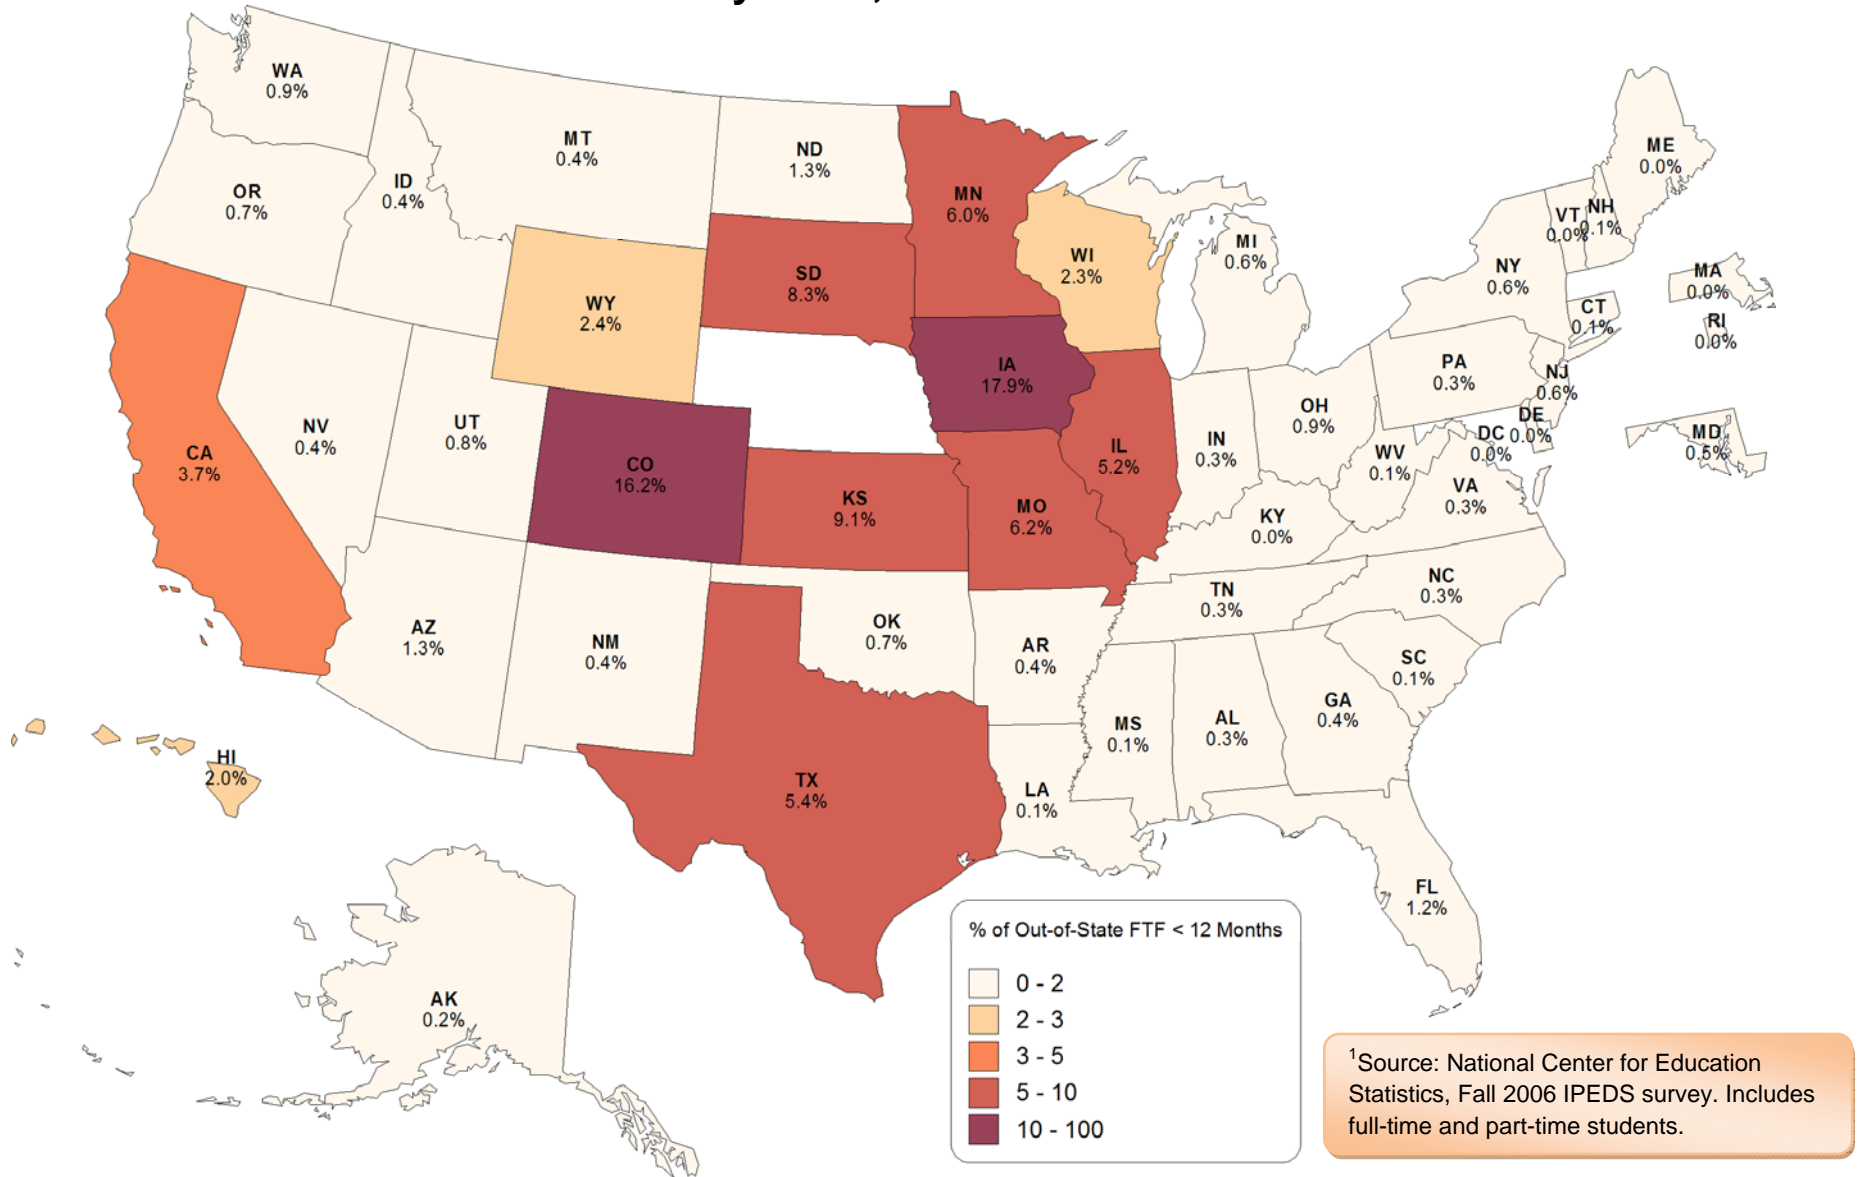 WA
0.9%
MT
0.4%
ND
1.3%
ME
0.0%
OR
0.7%
ID
0.4%
MN
6.0%
VT
0.0%
NH
0.1%
WI
2.3%
MI
0.6%
NY
0.6%
MA
0.0%
SD
8.3%
WY
2.4%
CT
0.1%
RI
0.0%
IA
17.9%
PA
0.3%
NJ
0.6%
OH
0.9%
DE
0.0%
NV
0.4%
UT
0.8%
CA
3.7%
CO
16.2%
IL
5.2%
IN
0.3%
WV
0.1%
DC
0.0%
MD
0.5%
KS
9.1%
MO
6.2%
KY
0.0%
VA
0.3%
TN
0.3%
NC
0.3%
AZ
1.3%
NM
0.4%
OK
0.7%
AR
0.4%
SC
0.1%
MS
0.1%
AL
0.3%
GA
0.4%
HI
2.0%
TX
5.4%
LA
0.1%
FL
1.2%
AK
0.2%
% of Out-of-State FTF < 12 Months
0 - 2
2 - 3
3 - 5
5 - 10
10 - 100
1Source: National Center for Education
Statistics, Fall 2006 IPEDS survey. Includes
full-time and part-time students.